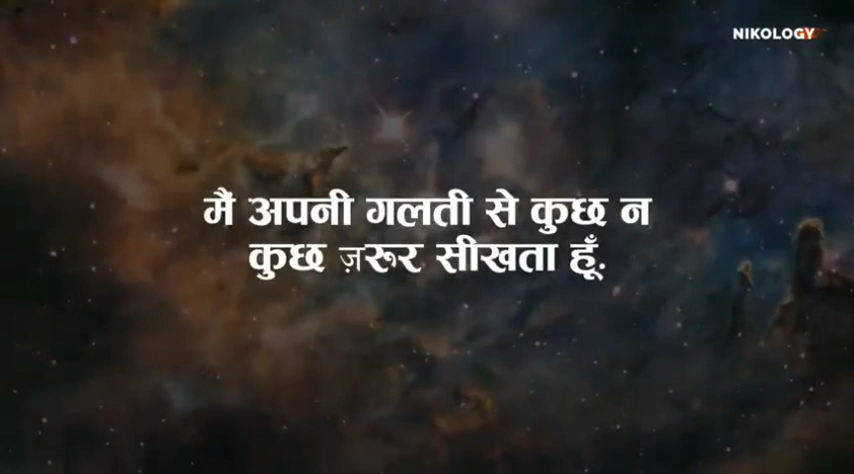 NIKOLOGY
मैं अपनी गलती से कुछ न
कुछ ज़रूर सीखता हूँ.